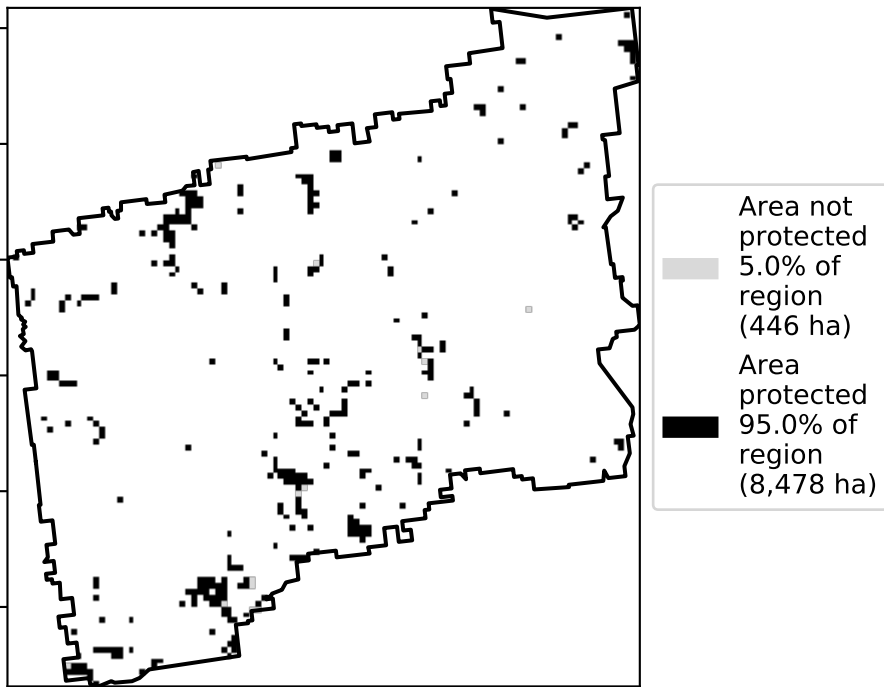 Area not
protected
5.0% of
region
(446 ha)
Area
protected
95.0% of
region
(8,478 ha)